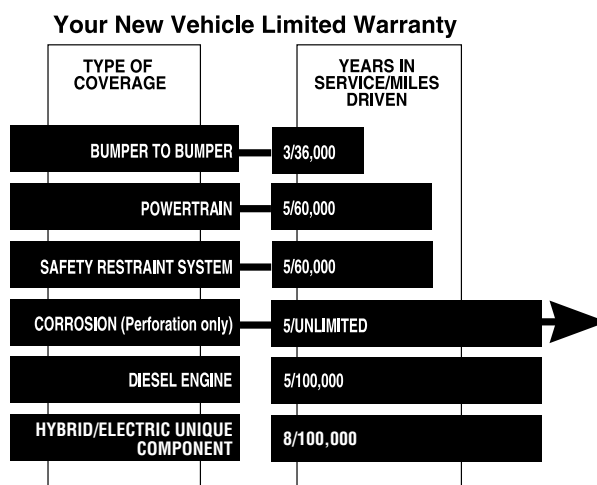 Your New Vehicle Limited Warranty
TYPE OF
COVERAGE
YEARS IN
SERVICE/MILES
DRIVEN
BUMPER TO BUMPER
3/36,000
POWERTRAIN
5/60,000
SAFETY RESTRAINT SYSTEM
5/60,000
CORROSION (Perforation only)
5/UNLIMITED
DIESEL ENGINE
5/100,000
HYBRID/ELECTRIC UNIQUE
COMPONENT
8/100,000